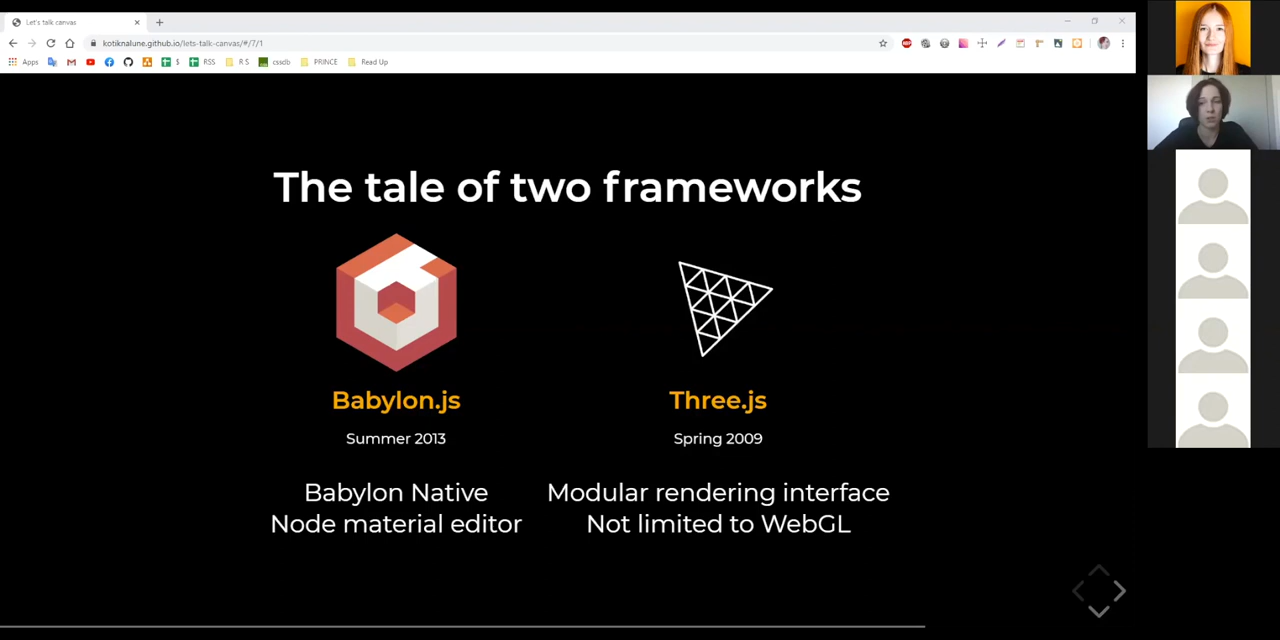 Let's talk canvas
kotiknalune.github.io/lets-talk-canvas/#/7/1
Apps
$
RSS
R $
cssdb
PRINCE
Read Up
The tale of two frameworks
Babylon.js
Three.js
Summer 2013
Spring 2009
Babylon Native
Node material editor
Modular rendering interface
Not limited to WebGL